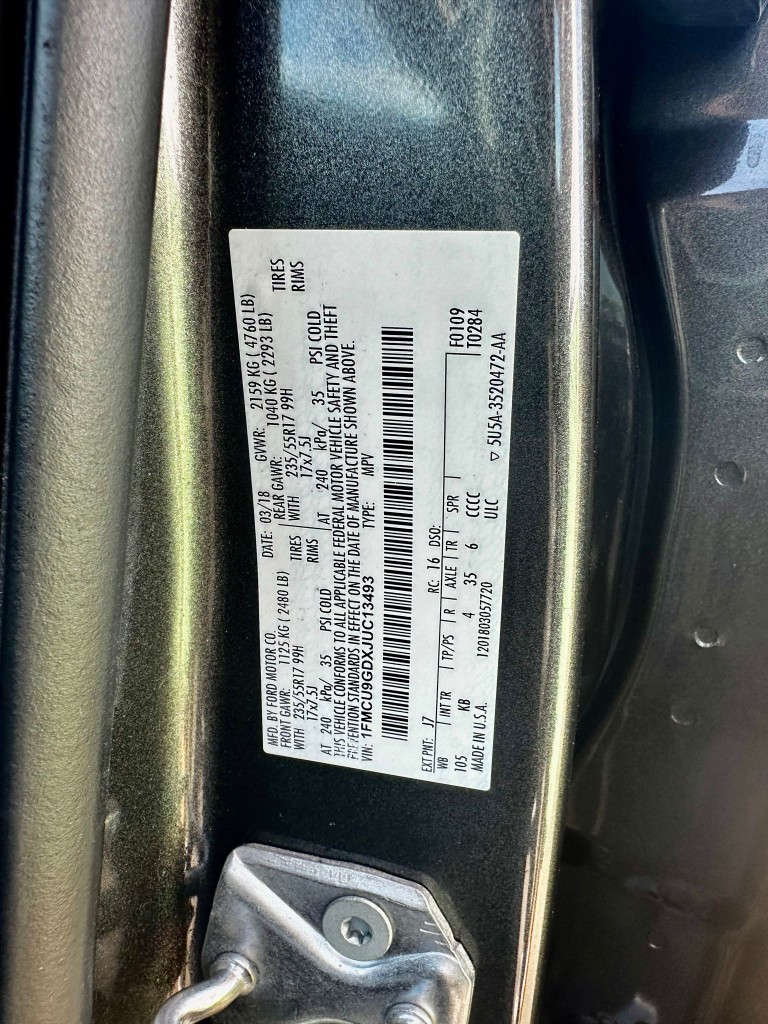 MFD. BY FORD MOTOR CO.
DATE: 03/18 GVWR: 2159 KG ( 4760 LB)
FRONT GAWR: 1125 KG ( 2480 LB) REAR GAWR: 1040 KG ( 2293 LB)
WITH 235/55R17 99H TIRES WITH 235/55R17 99H TIRES
17x7.5J RIMS 17x7.5J RIMS
AT 240 kPa/ 35 PSI COLD AT 240 kPa/ 35 PSI COLD
THIS VEHICLE CONFORMS TO ALL APPLICABLE FEDERAL MOTOR VEHICLE SAFETY AND THEFT
PREVENTION STANDARDS IN EFFECT ON THE DATE OF MANUFACTURE SHOWN ABOVE.
VIN: 1FMCU9GDXJUC13493 TYPE: MPV
EXT PNT: J7 RC: 16 DSO: F0109
WB INT TR TP/PS R AXLE TR SPR T0284
105 KB 4 35 6 CCCC
MADE IN U.S.A. 1201803057720 ULC ▽ 5U5A-3520472-AA